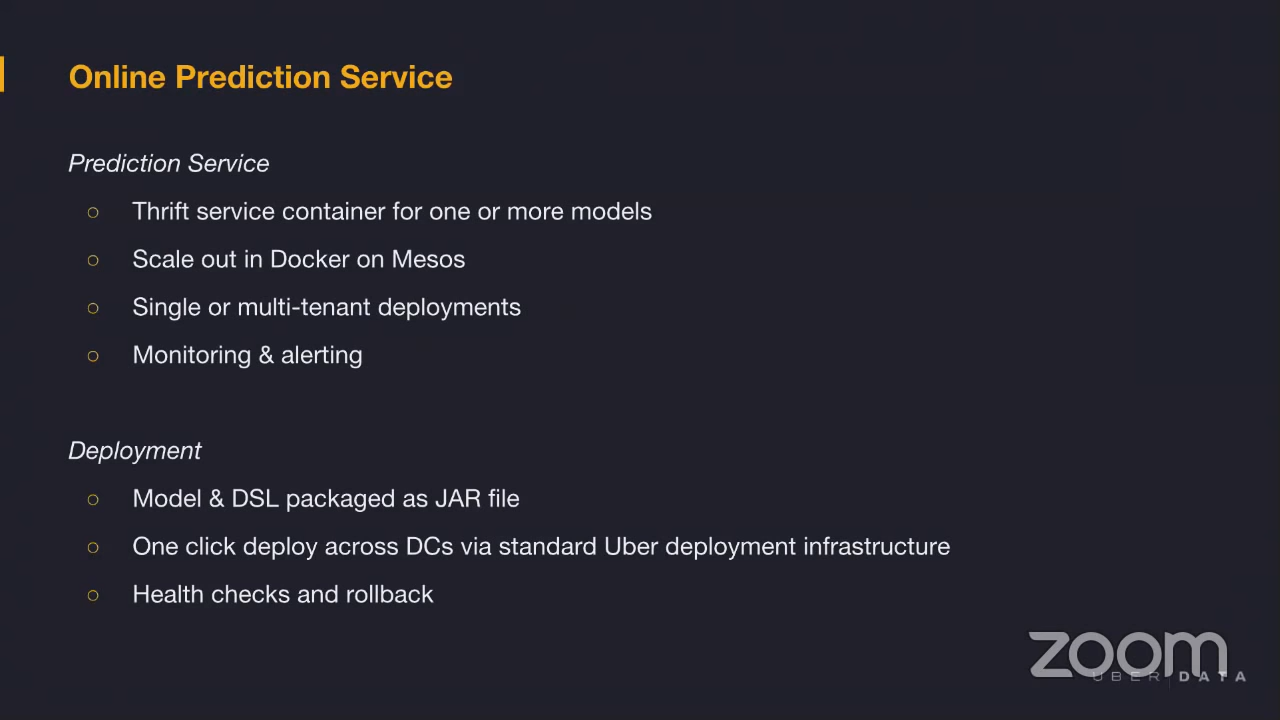 Online Prediction Service
Prediction Service
○ Thrift service container for one or more models
○ Scale out in Docker on Mesos
○ Single or multi-tenant deployments
○ Monitoring & alerting
Deployment
○ Model & DSL packaged as JAR file
○ One click deploy across DCs via standard Uber deployment infrastructure
○ Health checks and rollback
zoom
UBER | DATA